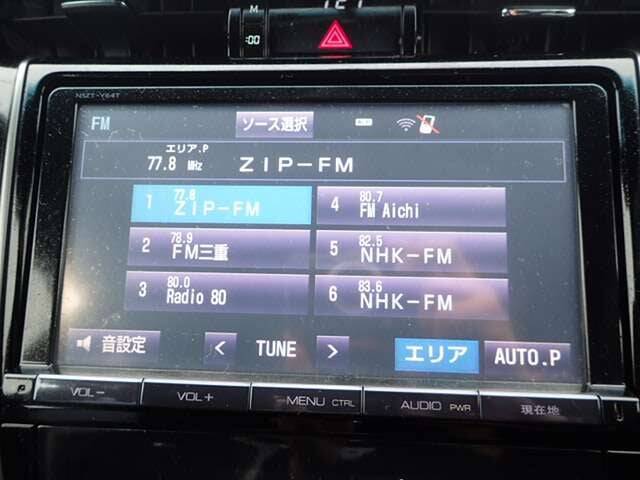 M
:00
NSZT-Y64T
FM
ソース選択
エリア.P
77.8 MHz ZIP-FM
1 77.8 ZIP-FM
4 80.7 FM Aichi
2 78.9 FM三重
5 82.5 NHK-FM
3 80.0 Radio 80
6 83.6 NHK-FM
音設定
< TUNE >
エリア
AUTO.P
VOL-
VOL+
MENU CTRL
AUDIO PWR
現在地